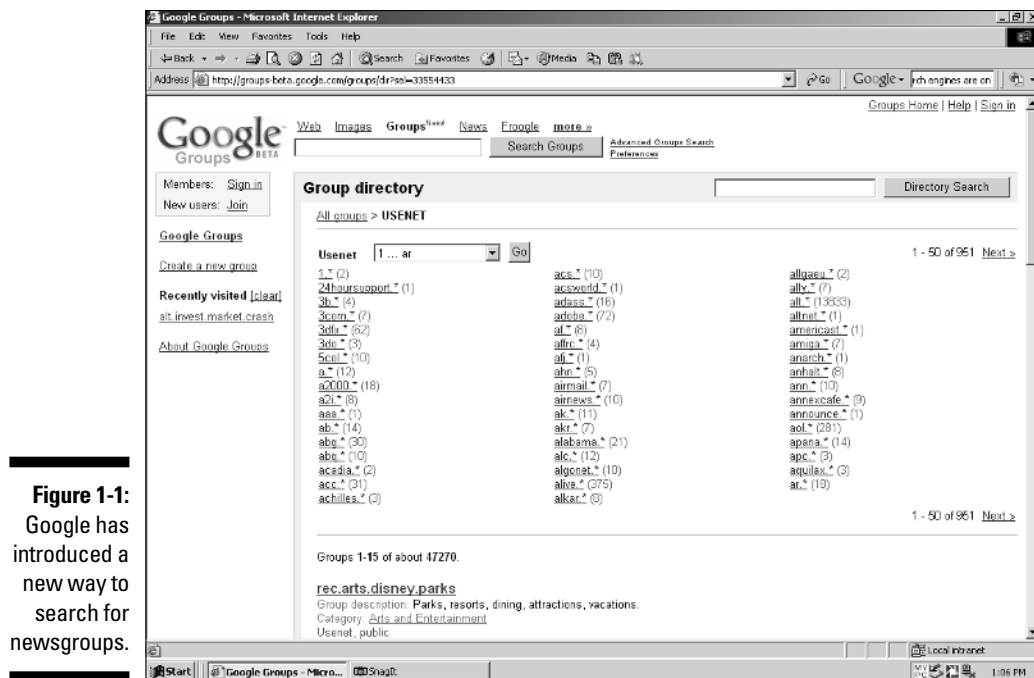 Google Groups - Microsoft Internet Explorer
File Edit View Favorites Tools Help
Back Search Favorites Media
Address http://groups-beta.google.com/groups/dir?sel=33554433 Go Google rch engines are on
Groups Home | Help | Sign in
Google Groups BETA
Web Images Groups New! News Froogle more »
Search Groups Advanced Groups Search
Preferences
Members: Sign in
New users: Join
Google Groups
Create a new group
Recently visited [clear]
alt.invest.market.crash
About Google Groups
Group directory Directory Search
All groups > USENET
Usenet 1 ... ar Go 1 - 50 of 951 Next »
1.* (2)
24hoursupport.* (1)
3b.* (4)
3com.* (7)
3dfx.* (62)
3do.* (3)
5col.* (10)
a.* (12)
a2000.* (18)
a2i.* (8)
aaa.* (1)
ab.* (14)
abg.* (30)
abq.* (10)
acadia.* (2)
acc.* (31)
achilles.* (3)
acs.* (10)
acsworld.* (1)
adass.* (16)
adobe.* (72)
af.* (8)
affrc.* (4)
afj.* (1)
ahn.* (5)
airmail.* (7)
airnews.* (10)
ak.* (11)
akr.* (7)
alabama.* (21)
alc.* (12)
algonet.* (10)
alive.* (375)
alkar.* (8)
allgaeu.* (2)
ally.* (7)
alt.* (13833)
altnet.* (1)
americast.* (1)
amiga.* (7)
anarch.* (1)
anhalt.* (8)
ann.* (10)
annexcafe.* (9)
announce.* (1)
aol.* (281)
apana.* (14)
apc.* (3)
aquilax.* (3)
ar.* (18)
1 - 50 of 951 Next »
Groups 1-15 of about 47270.
rec.arts.disney.parks
Group description: Parks, resorts, dining, attractions, vacations.
Category: Arts and Entertainment
Usenet, public
Local intranet
Start Google Groups - Micro... SnagIt 1:06 PM
Figure 1-1:
Google has
introduced a
new way to
search for
newsgroups.